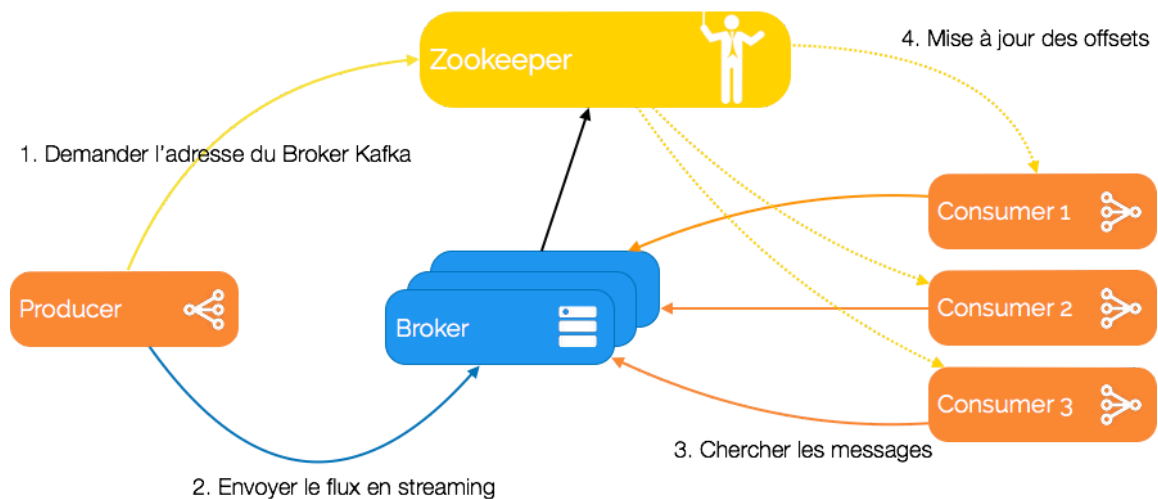 Zookeeper
4. Mise à jour des offsets
1. Demander l'adresse du Broker Kafka
Consumer 1
Producer
Broker
Consumer 2
Consumer 3
3. Chercher les messages
2. Envoyer le flux en streaming